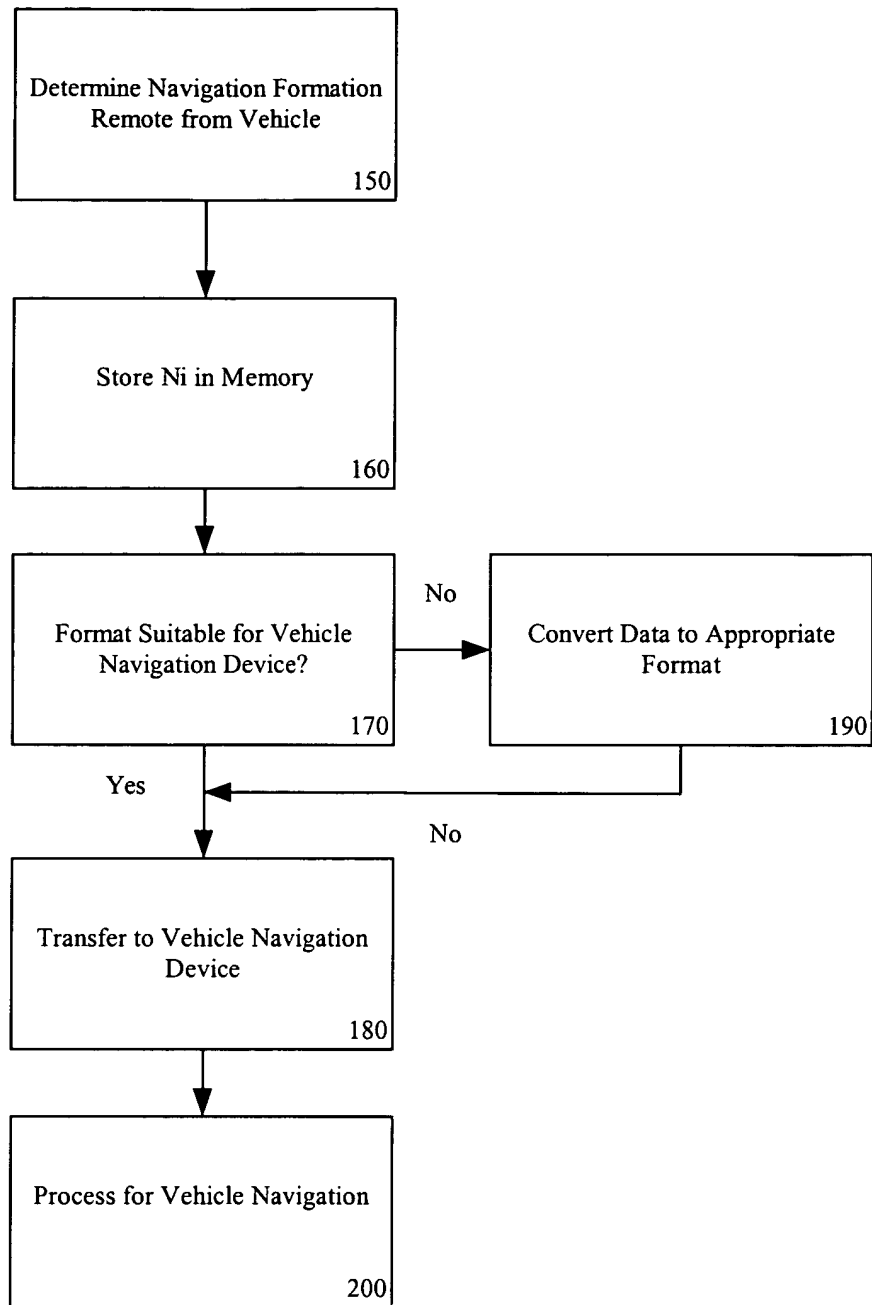 Determine Navigation Formation
Remote from Vehicle
150
Store Ni in Memory
160
Format Suitable for Vehicle
Navigation Device?
170
No
Convert Data to Appropriate
Format
190
Yes
No
Transfer to Vehicle Navigation
Device
180
Process for Vehicle Navigation
200